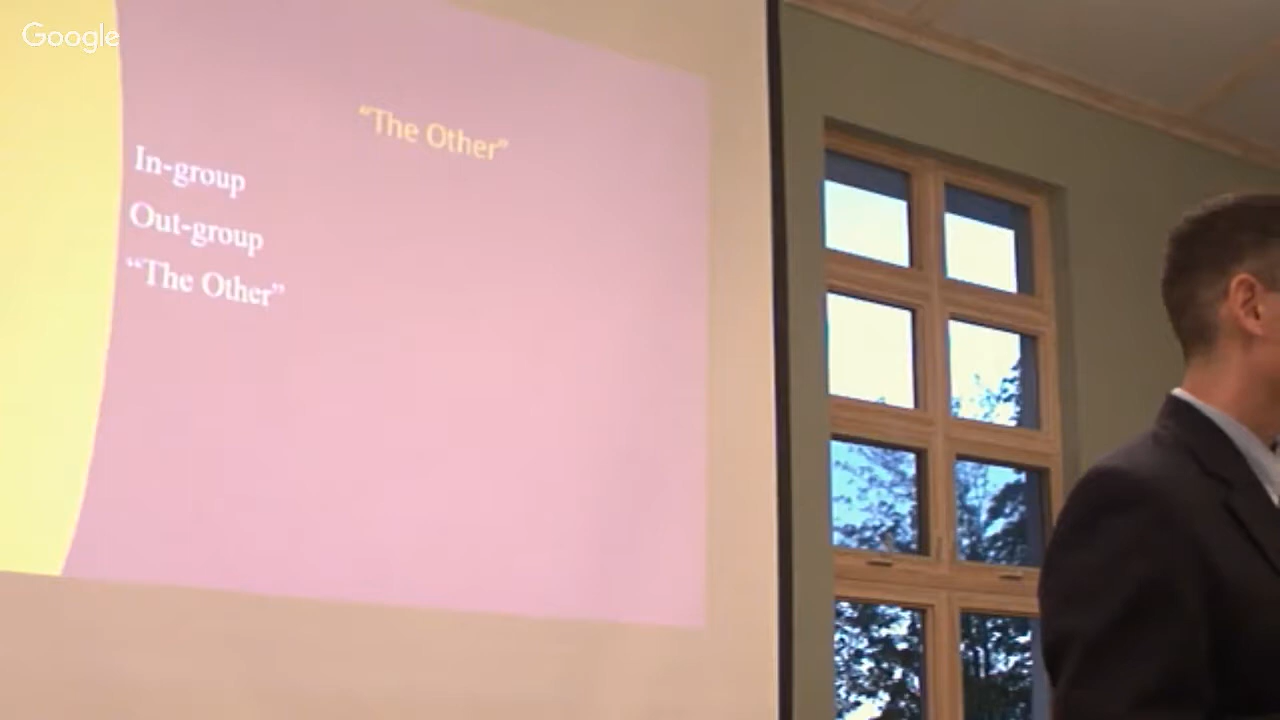 Google
“The Other”
In-group
Out-group
“The Other”